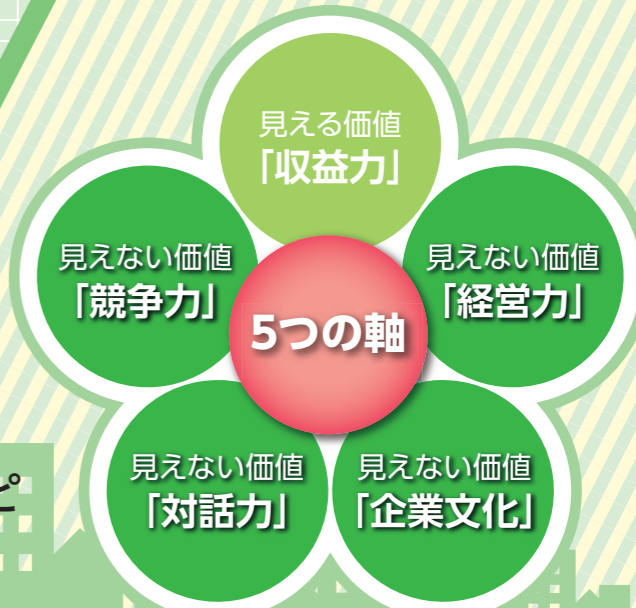 見える価値
「収益力」
見えない価値
「競争力」
5つの軸
見えない価値
「経営力」
見えない価値
「対話力」
見えない価値
「企業文化」
ピ